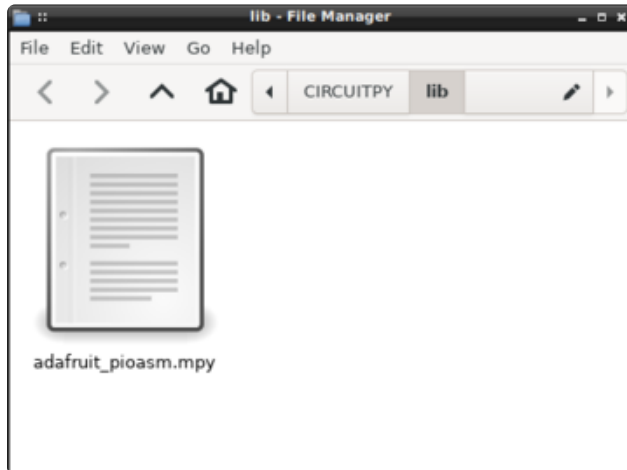 lib - File Manager
File Edit View Go Help
CIRCUITPY lib
adafruit_pioasm.mpy